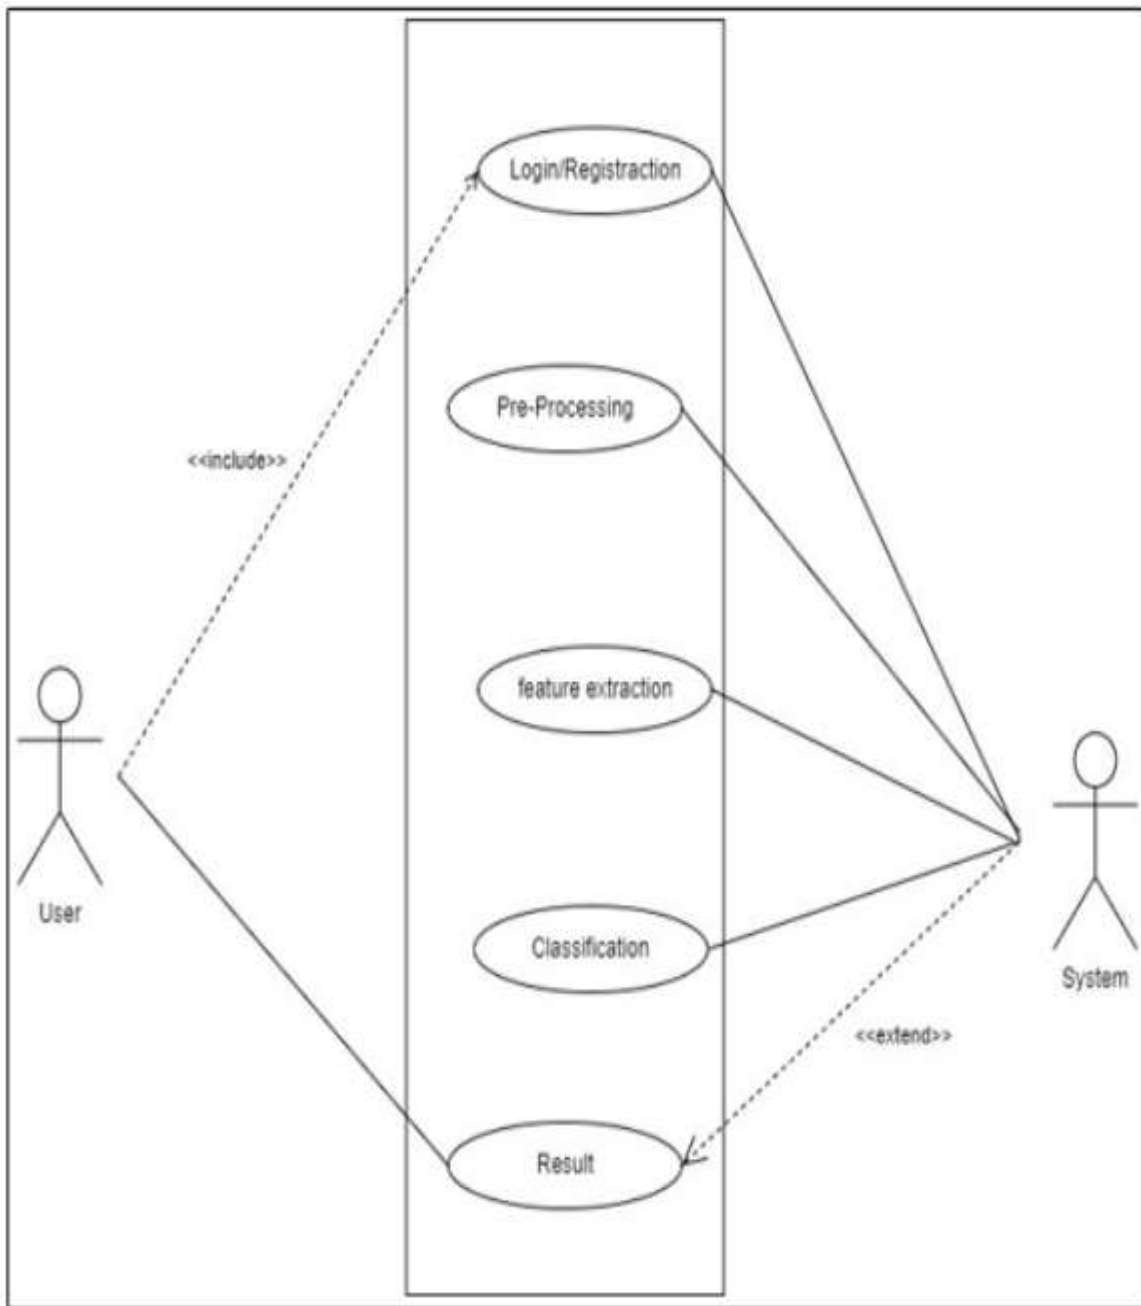 Login/Registraction
Pre-Processing
<<include>>
feature extraction
User
Classification
System
<<extend>>
Result